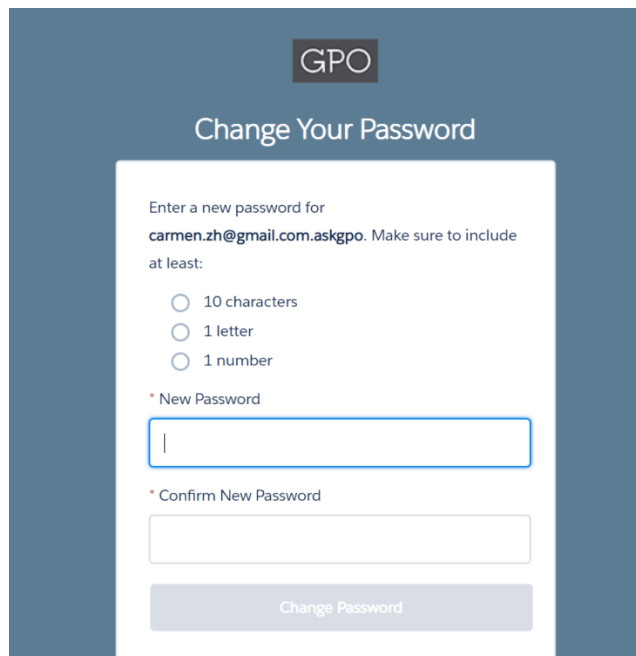 GPO
Change Your Password
Enter a new password for
carmen.zh@gmail.com.askgpo. Make sure to include
at least:
10 characters
1 letter
1 number
* New Password
* Confirm New Password
Change Password